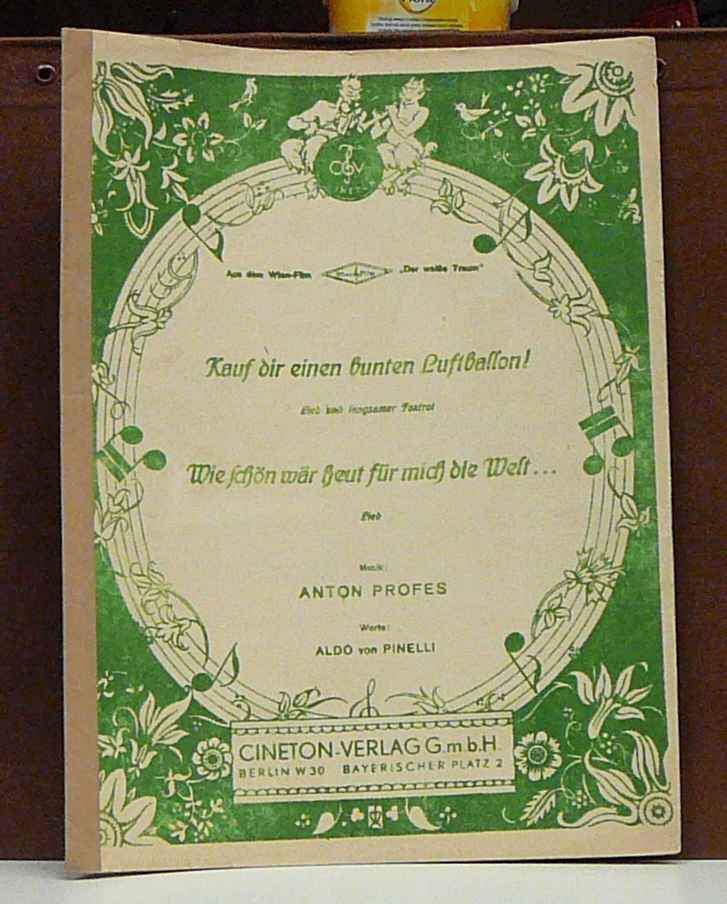 Aus dem Wien-Film „Der weiße Traum"
Kauf dir einen bunten Luftballon!
Lied und langsamer Foxtrot
Wie schön wär heut für mich die Welt...
Lied
Musik:
ANTON PROFES
Worte:
ALDO von PINELLI
CINETON-VERLAG G.m.b.H.
BERLIN W 30 BAYERISCHER PLATZ 2